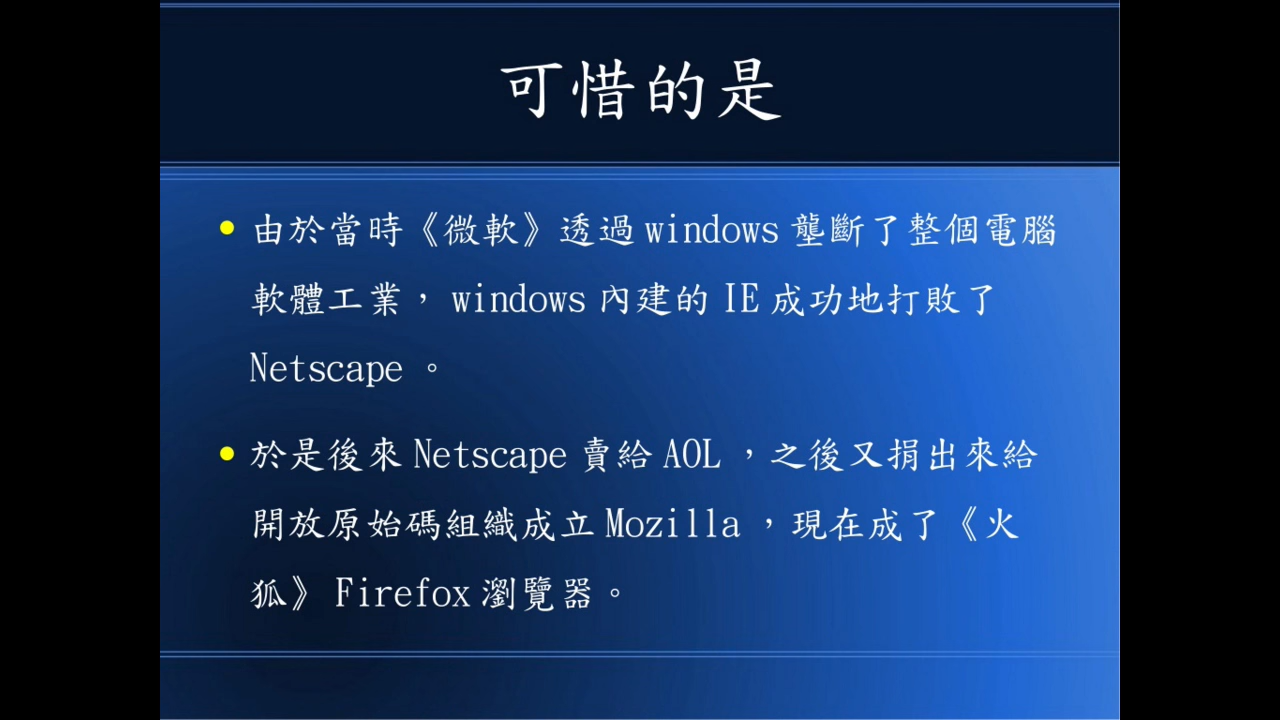 可惜的是
由於當時《微軟》透過 windows 壟斷了整個電腦
軟體工業， windows 內建的 IE 成功地打敗了
Netscape 。
於是後來 Netscape 賣給 AOL ，之後又捐出來給
開放原始碼組織成立 Mozilla ，現在成了《火
狐》 Firefox 瀏覽器。